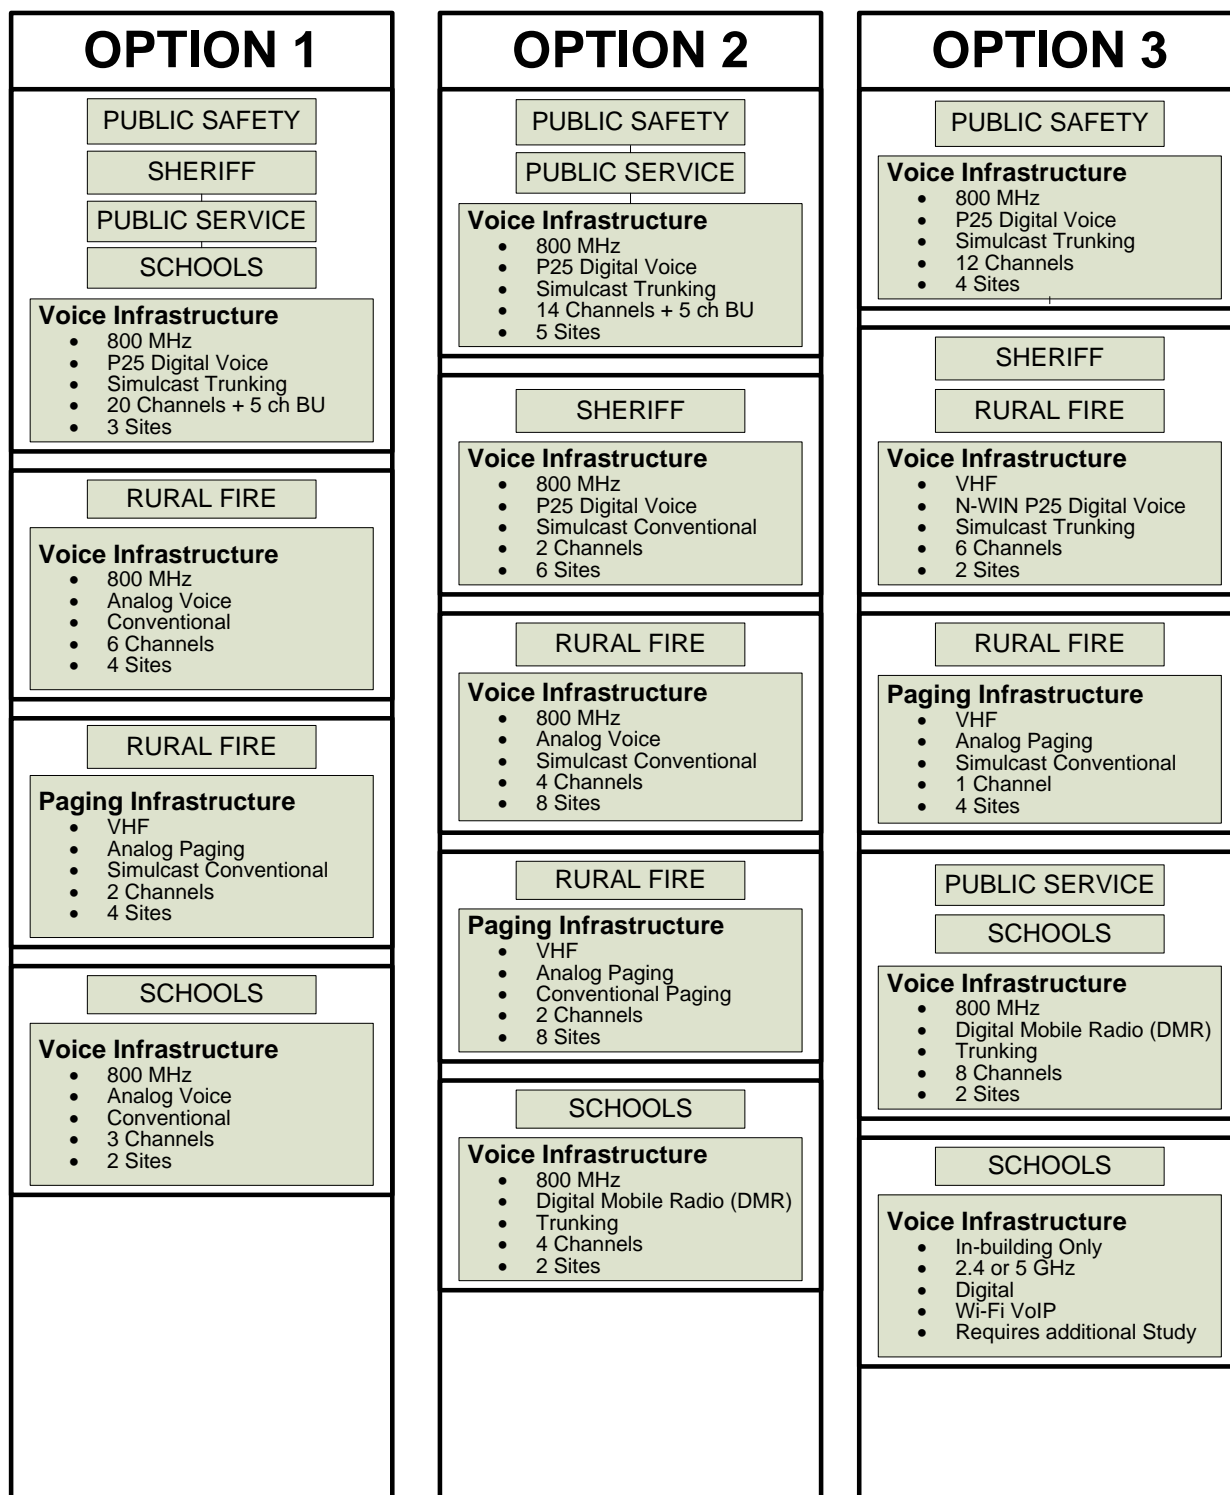 OPTION 1
PUBLIC SAFETY
SHERIFF
PUBLIC SERVICE
SCHOOLS
Voice Infrastructure
• 800 MHz
• P25 Digital Voice
• Simulcast Trunking
• 20 Channels + 5 ch BU
• 3 Sites
RURAL FIRE
Voice Infrastructure
• 800 MHz
• Analog Voice
• Conventional
• 6 Channels
• 4 Sites
RURAL FIRE
Paging Infrastructure
• VHF
• Analog Paging
• Simulcast Conventional
• 2 Channels
• 4 Sites
SCHOOLS
Voice Infrastructure
• 800 MHz
• Analog Voice
• Conventional
• 3 Channels
• 2 Sites
OPTION 2
PUBLIC SAFETY
PUBLIC SERVICE
Voice Infrastructure
• 800 MHz
• P25 Digital Voice
• Simulcast Trunking
• 14 Channels + 5 ch BU
• 5 Sites
SHERIFF
Voice Infrastructure
• 800 MHz
• P25 Digital Voice
• Simulcast Conventional
• 2 Channels
• 6 Sites
RURAL FIRE
Voice Infrastructure
• 800 MHz
• Analog Voice
• Simulcast Conventional
• 4 Channels
• 8 Sites
RURAL FIRE
Paging Infrastructure
• VHF
• Analog Paging
• Conventional Paging
• 2 Channels
• 8 Sites
SCHOOLS
Voice Infrastructure
• 800 MHz
• Digital Mobile Radio (DMR)
• Trunking
• 4 Channels
• 2 Sites
OPTION 3
PUBLIC SAFETY
Voice Infrastructure
• 800 MHz
• P25 Digital Voice
• Simulcast Trunking
• 12 Channels
• 4 Sites
SHERIFF
RURAL FIRE
Voice Infrastructure
• VHF
• N-WIN P25 Digital Voice
• Simulcast Trunking
• 6 Channels
• 2 Sites
RURAL FIRE
Paging Infrastructure
• VHF
• Analog Paging
• Simulcast Conventional
• 1 Channel
• 4 Sites
PUBLIC SERVICE
SCHOOLS
Voice Infrastructure
• 800 MHz
• Digital Mobile Radio (DMR)
• Trunking
• 8 Channels
• 2 Sites
SCHOOLS
Voice Infrastructure
• In-building Only
• 2.4 or 5 GHz
• Digital
• Wi-Fi VoIP
• Requires additional Study